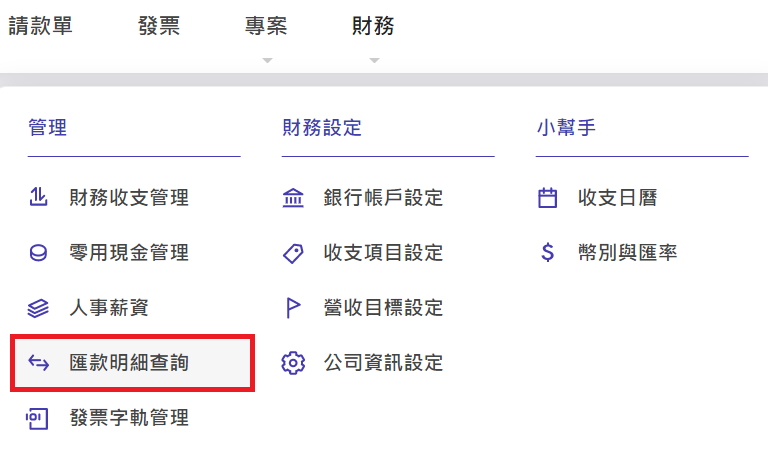 請款單
發票
專案
財務
管理
財務收支管理
零用現金管理
人事薪資
匯款明細查詢
發票字軌管理
財務設定
銀行帳戶設定
收支項目設定
營收目標設定
公司資訊設定
小幫手
收支日曆
幣別與匯率